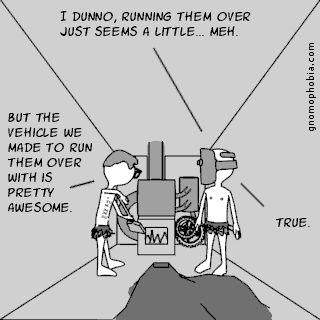 I DUNNO, RUNNING THEM OVER
JUST SEEMS A LITTLE... MEH.
BUT THE
VEHICLE WE
MADE TO RUN
THEM OVER
WITH IS
PRETTY
AWESOME.
TRUE.
gnomophobia.com